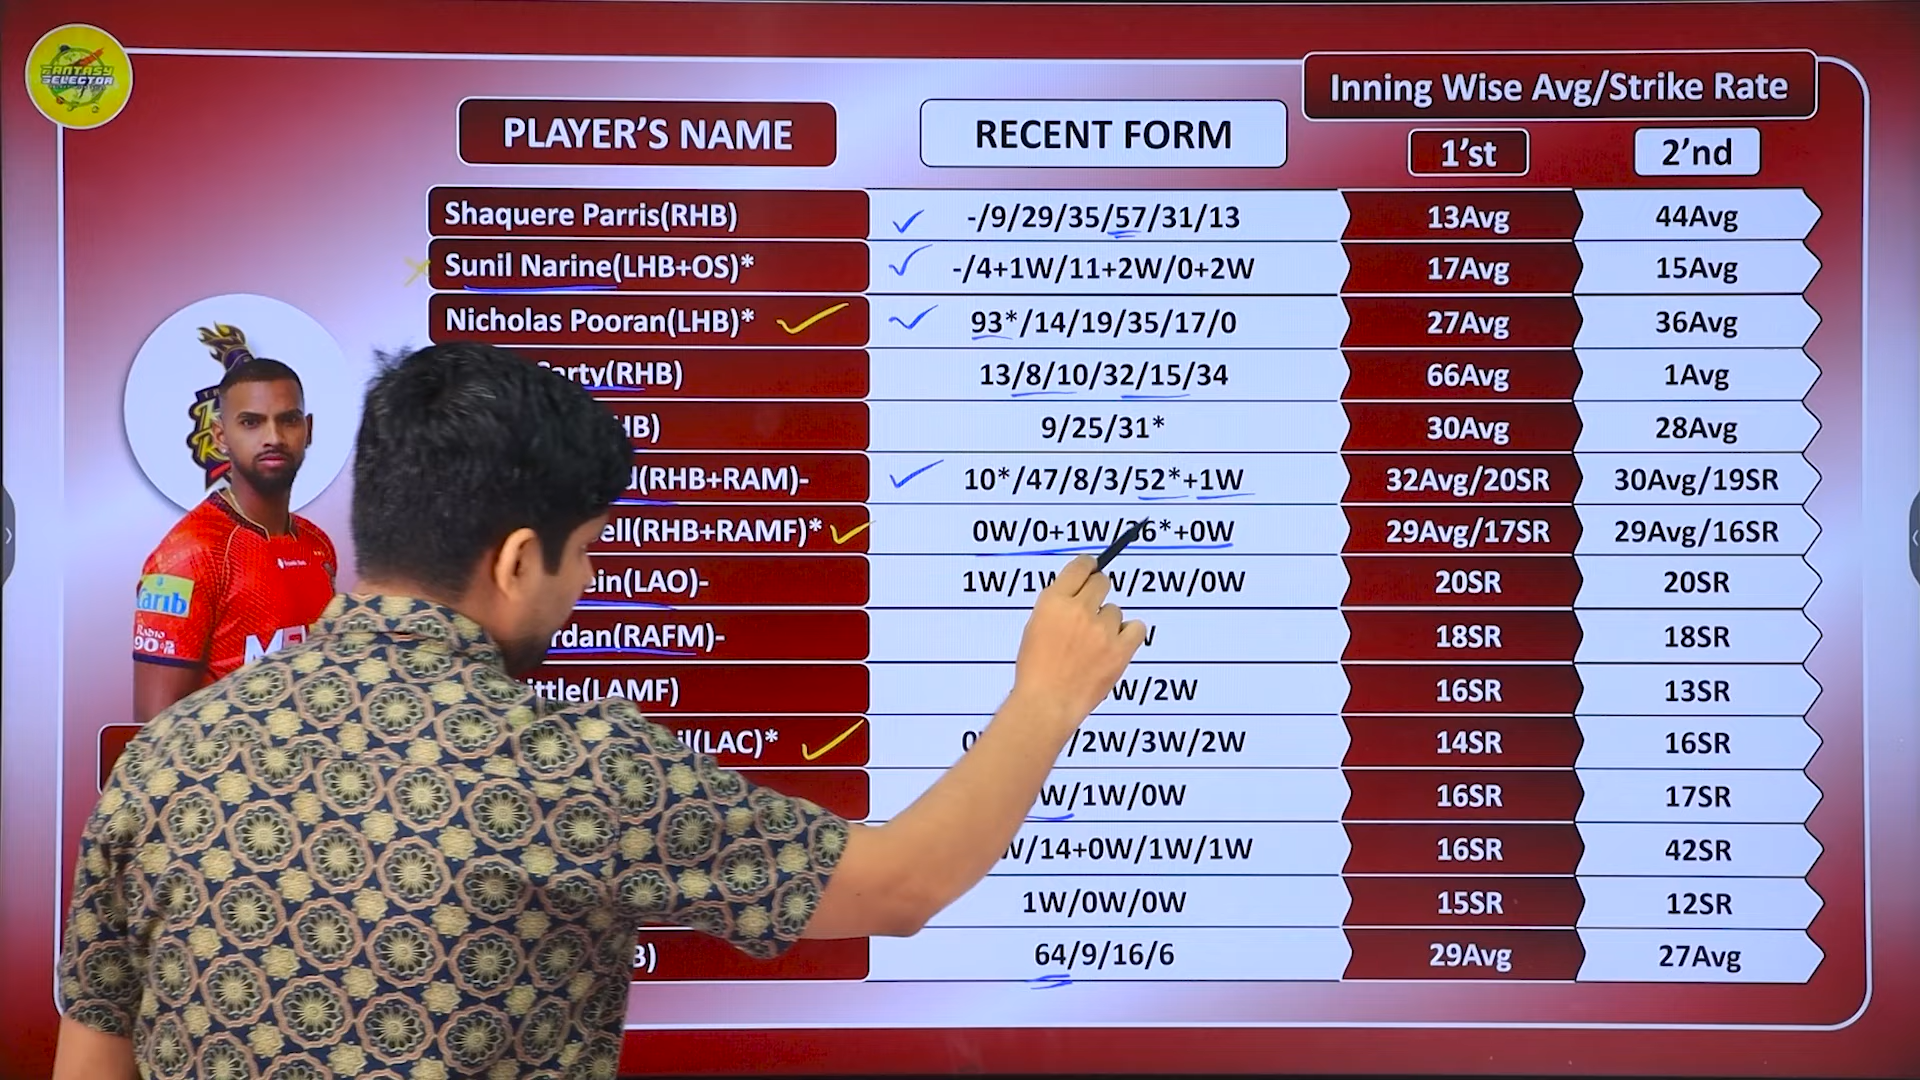 FANTASY
SELECTOR
Inning Wise Avg/Strike Rate
PLAYER'S NAME RECENT FORM 1'st 2'nd
Shaquere Parris(RHB) -/9/29/35/57/31/13 13Avg 44Avg
Sunil Narine(LHB+OS)* -/4+1W/11+2W/0+2W 17Avg 15Avg
Nicholas Pooran(LHB)* 93*/14/19/35/17/0 27Avg 36Avg
arty(RHB) 13/8/10/32/15/34 66Avg 1Avg
HB) 9/25/31* 30Avg 28Avg
d(RHB+RAM)- 10*/47/8/3/52*+1W 32Avg/20SR 30Avg/19SR
ell(RHB+RAMF)* 0W/0+1W/36*+0W 29Avg/17SR 29Avg/16SR
ein(LAO)- 1W/1W W/2W/0W 20SR 20SR
rdan(RAFM)- W 18SR 18SR
ittle(LAMF) W/2W 16SR 13SR
il(LAC)* /2W/3W/2W 14SR 16SR
W/1W/0W 16SR 17SR
W/14+0W/1W/1W 16SR 42SR
1W/0W/0W 15SR 12SR
B) 64/9/16/6 29Avg 27Avg
Carib
RADIO
90